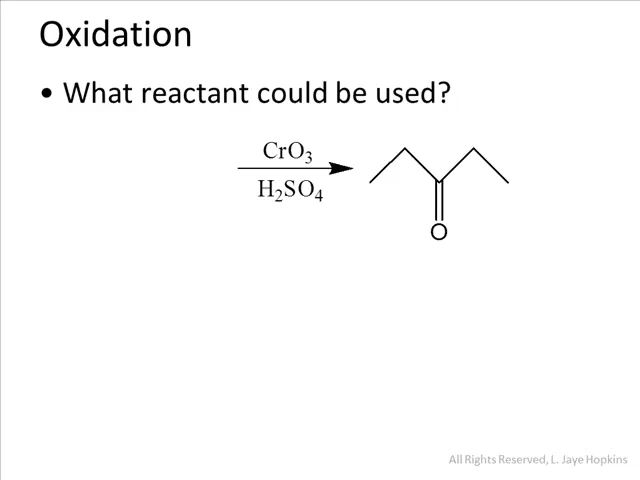 Oxidation
• What reactant could be used?
CrO₃
H₂SO₄
O
All Rights Reserved, L. Jaye Hopkins